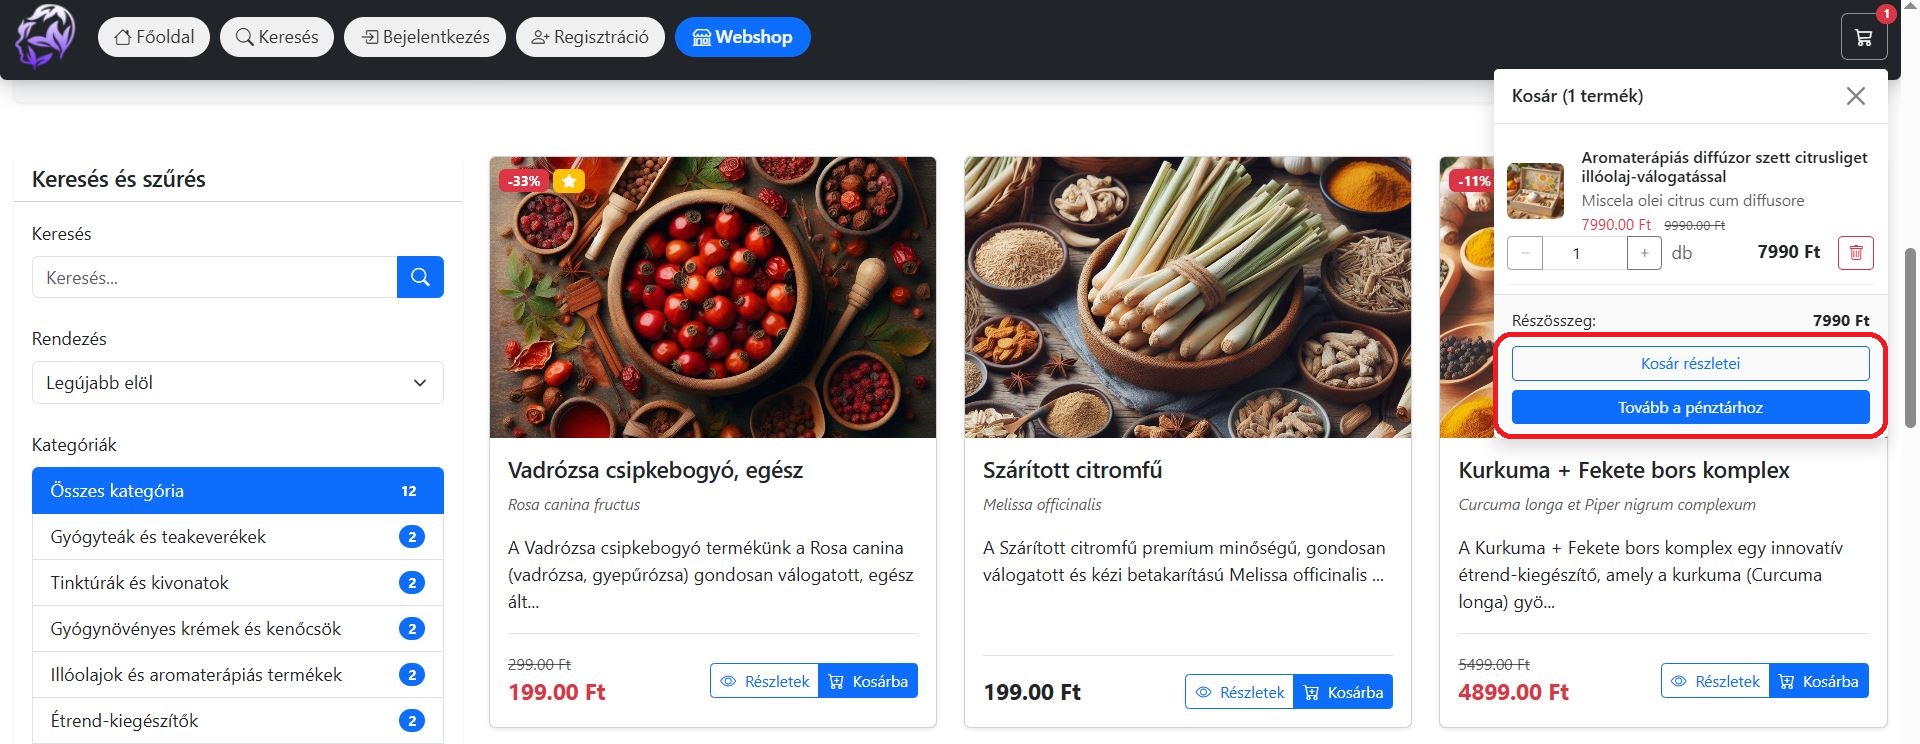 Főoldal
Keresés
Bejelentkezés
Regisztráció
Webshop
1
Kosár (1 termék)
Aromaterápiás diffúzor szett citrusliget
illóolaj-válogatással
Miscela olei citrus cum diffusore
7990.00 Ft 9990.00 Ft
− 1 + db 7990 Ft
Részösszeg: 7990 Ft
Kosár részletei
Tovább a pénztárhoz
Keresés és szűrés
Keresés
Keresés...
Rendezés
Legújabb elöl
Kategóriák
Összes kategória 12
Gyógyteák és teakeverékek 2
Tinktúrák és kivonatok 2
Gyógynövényes krémek és kenőcsök 2
Illóolajok és aromaterápiás termékek 2
Étrend-kiegészítők 2
-33%
Vadrózsa csipkebogyó, egész
Rosa canina fructus
A Vadrózsa csipkebogyó termékünk a Rosa canina
(vadrózsa, gyepűrózsa) gondosan válogatott, egész
ált...
299.00 Ft
199.00 Ft
Részletek
Kosárba
Szárított citromfű
Melissa officinalis
A Szárított citromfű premium minőségű, gondosan
válogatott és kézi betakarítású Melissa officinalis ...
199.00 Ft
Részletek
Kosárba
-11%
Kurkuma + Fekete bors komplex
Curcuma longa et Piper nigrum complexum
A Kurkuma + Fekete bors komplex egy innovatív
étrend-kiegészítő, amely a kurkuma (Curcuma
longa) gyö...
5499.00 Ft
4899.00 Ft
Részletek
Kosárba